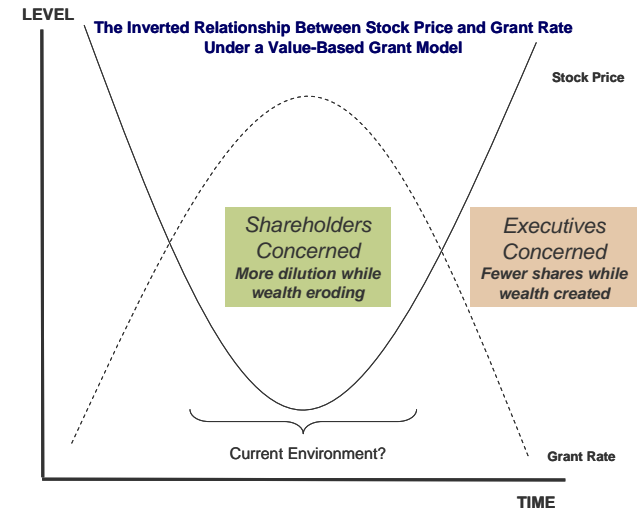 LEVEL
The Inverted Relationship Between Stock Price and Grant Rate
Under a Value-Based Grant Model
Stock Price
Shareholders
Concerned
More dilution while
wealth eroding
Executives
Concerned
Fewer shares while
wealth created
Current Environment?
Grant Rate
TIME